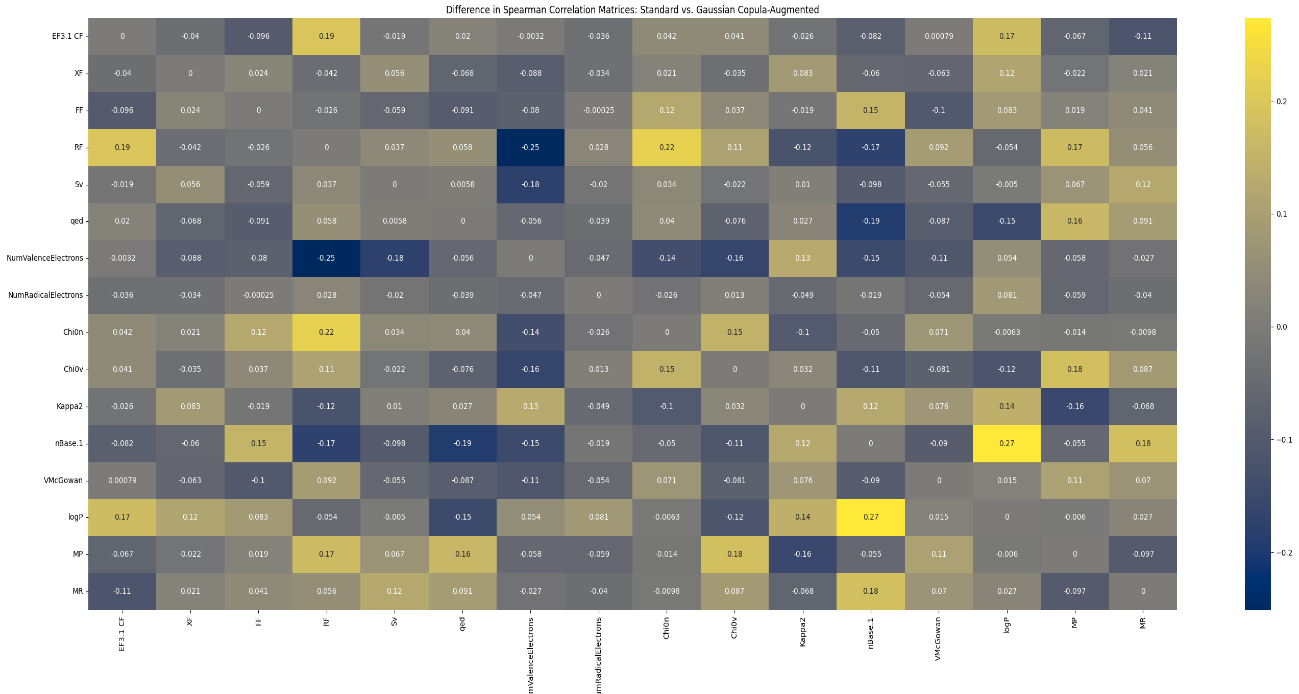 Difference in Spearman Correlation Matrices: Standard vs. Gaussian Copula-Augmented
EF3.1 CF 0 -0.04 -0.096 0.19 -0.019 0.02 -0.0032 -0.036 0.042 0.041 -0.026 -0.082 0.00079 0.17 -0.067 -0.11
XF -0.04 0 0.024 -0.042 0.056 -0.068 -0.088 -0.034 0.021 -0.035 0.083 -0.06 -0.063 0.12 -0.022 0.021
FF -0.096 0.024 0 -0.026 -0.059 -0.091 -0.08 -0.00025 0.12 0.037 -0.019 0.15 -0.1 0.083 0.019 0.041
RF 0.19 -0.042 -0.026 0 0.037 0.058 -0.25 0.028 0.22 0.11 -0.12 -0.17 0.092 -0.054 0.17 0.056
Sv -0.019 0.056 -0.059 0.037 0 0.0058 -0.18 -0.02 0.034 -0.022 0.01 -0.098 -0.055 -0.005 0.067 0.12
qed 0.02 -0.068 -0.091 0.058 0.0058 0 -0.056 -0.039 0.04 -0.076 0.027 -0.19 -0.087 -0.15 0.16 0.091
NumValenceElectrons -0.0032 -0.088 -0.08 -0.25 -0.18 -0.056 0 -0.047 -0.14 -0.16 0.13 -0.15 -0.11 0.054 -0.058 -0.027
NumRadicalElectrons -0.036 -0.034 -0.00025 0.028 -0.02 -0.039 -0.047 0 -0.026 0.013 -0.049 -0.019 -0.054 0.081 -0.059 -0.04
Chi0n 0.042 0.021 0.12 0.22 0.034 0.04 -0.14 -0.026 0 0.15 -0.1 -0.05 0.071 -0.0063 -0.014 -0.0098
Chi0v 0.041 -0.035 0.037 0.11 -0.022 -0.076 -0.16 0.013 0.15 0 0.032 -0.11 -0.081 -0.12 0.18 0.087
Kappa2 -0.026 0.083 -0.019 -0.12 0.01 0.027 0.13 -0.049 -0.1 0.032 0 0.12 0.076 0.14 -0.16 -0.068
nBase.1 -0.082 -0.06 0.15 -0.17 -0.098 -0.19 -0.15 -0.019 -0.05 -0.11 0.12 0 -0.09 0.27 -0.055 0.18
VMcGowan 0.00079 -0.063 -0.1 0.092 -0.055 -0.087 -0.11 -0.054 0.071 -0.081 0.076 -0.09 0 0.015 0.11 0.07
logP 0.17 0.12 0.083 -0.054 -0.005 -0.15 0.054 0.081 -0.0063 -0.12 0.14 0.27 0.015 0 -0.006 0.027
MP -0.067 -0.022 0.019 0.17 0.067 0.16 -0.058 -0.059 -0.014 0.18 -0.16 -0.055 0.11 -0.006 0 -0.097
MR -0.11 0.021 0.041 0.056 0.12 0.091 -0.027 -0.04 -0.0098 0.087 -0.068 0.18 0.07 0.027 -0.097 0
EF3.1 CF
XF
FF
RF
Sv
qed
mValenceElectrons
umRadicalElectrons
Chi0n
Chi0v
Kappa2
nBase.1
VMcGowan
logP
MP
MR
0.2
0.1
0.0
−0.1
−0.2